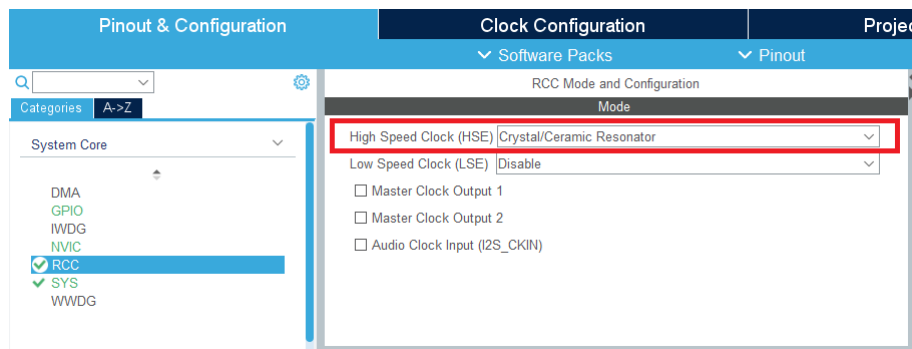 Pinout & Configuration
Clock Configuration
Projec
Software Packs
Pinout
Categories
A->Z
System Core
DMA
GPIO
IWDG
NVIC
RCC
SYS
WWDG
RCC Mode and Configuration
Mode
High Speed Clock (HSE) Crystal/Ceramic Resonator
Low Speed Clock (LSE) Disable
Master Clock Output 1
Master Clock Output 2
Audio Clock Input (I2S_CKIN)